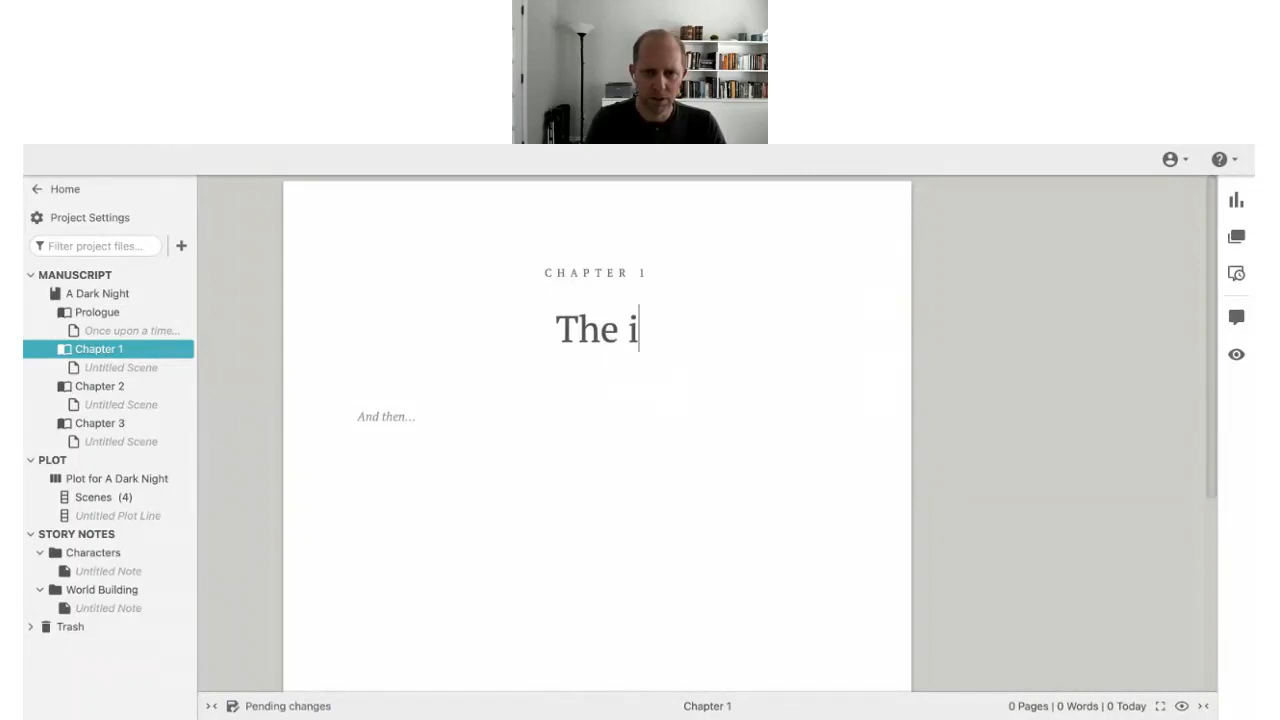 Home
Project Settings
Filter project files...
MANUSCRIPT
A Dark Night
Prologue
Once upon a time...
Chapter 1
Untitled Scene
Chapter 2
Untitled Scene
Chapter 3
Untitled Scene
PLOT
Plot for A Dark Night
Scenes (4)
Untitled Plot Line
STORY NOTES
Characters
Untitled Note
World Building
Untitled Note
Trash
CHAPTER 1
The i
And then...
Pending changes
Chapter 1
0 Pages | 0 Words | 0 Today